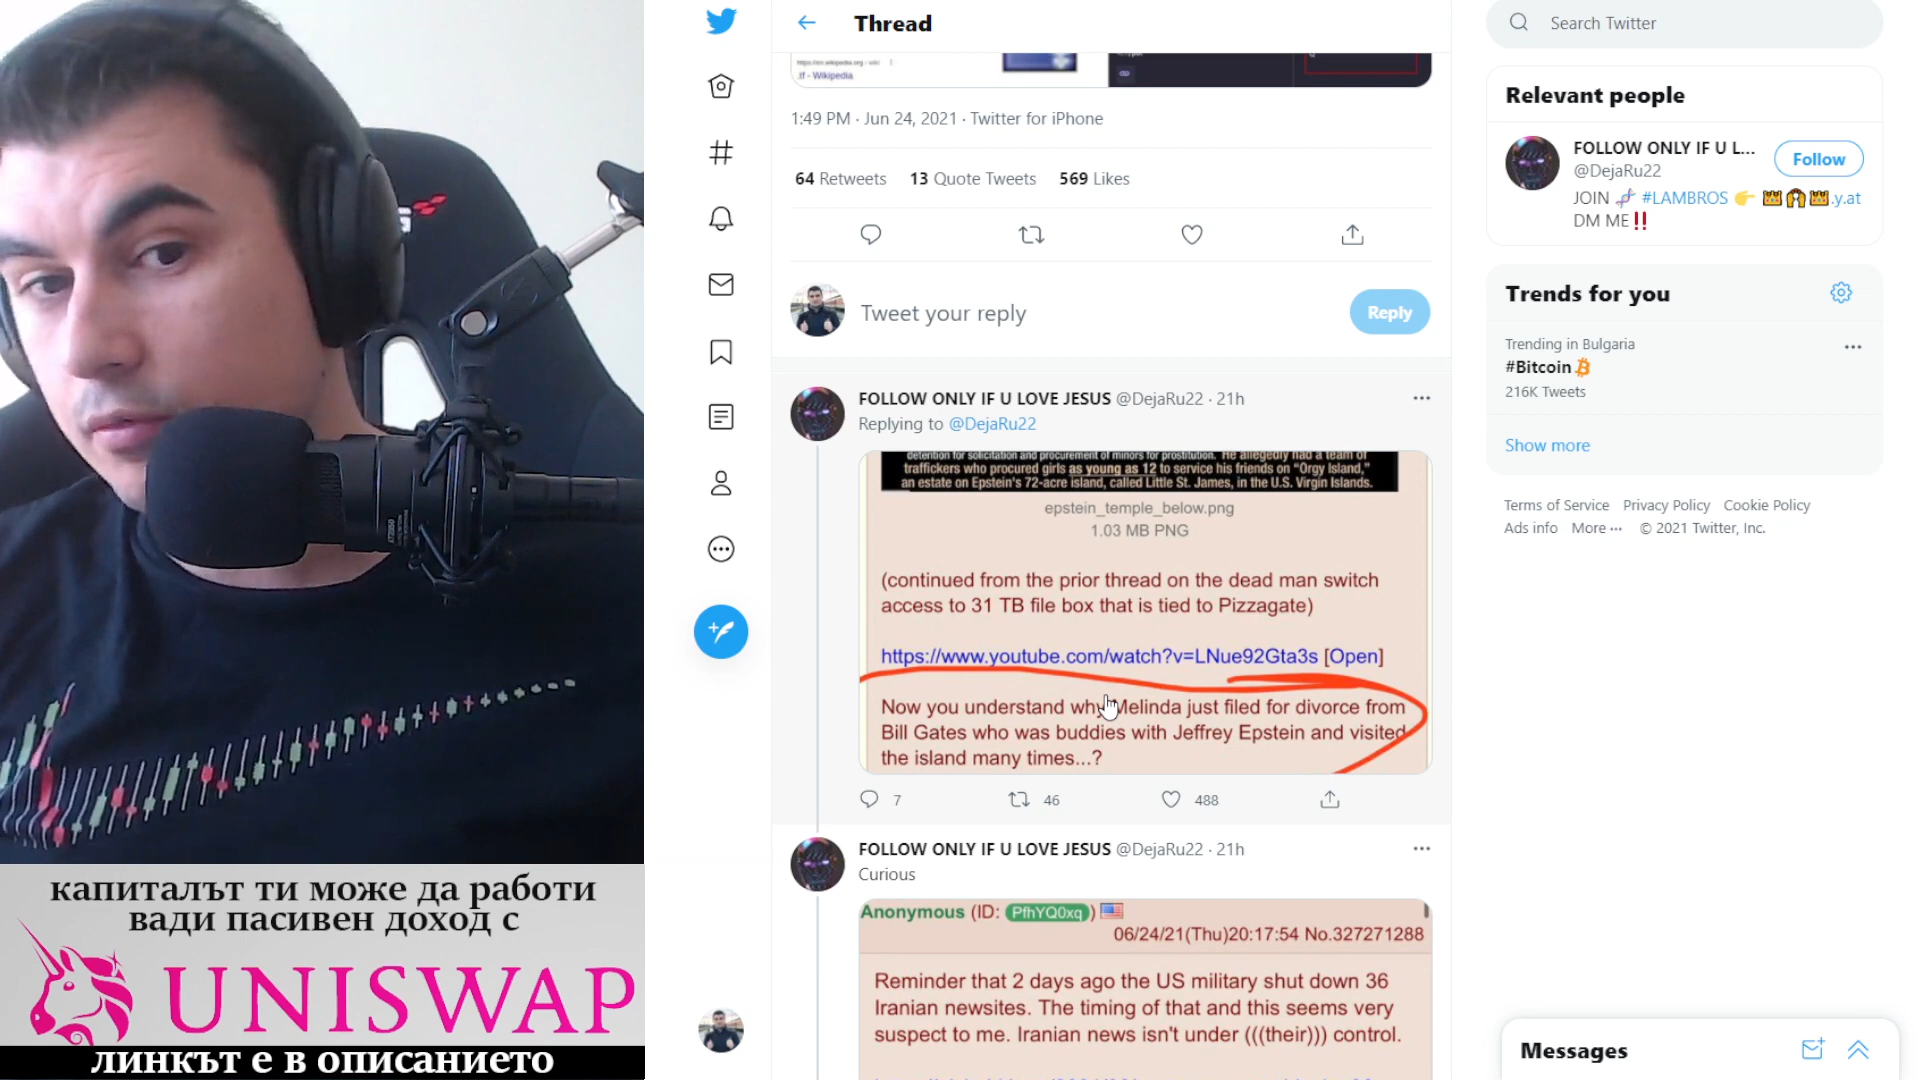 капиталът ти може да работи
вади пасивен доход с
UNISWAP
линкът е в описанието
Thread
- Wikipedia
1:49 PM · Jun 24, 2021 · Twitter for iPhone
64 Retweets 13 Quote Tweets 569 Likes
Tweet your reply
Reply
FOLLOW ONLY IF U LOVE JESUS @DejaRu22 · 21h
Replying to @DejaRu22
detention for solicitation and procurement of minors for prostitution. He allegedly had a team of
traffickers who procured girls as young as 12 to service his friends on “Orgy Island,”
an estate on Epstein's 72-acre island, called Little St. James, in the U.S. Virgin Islands.
epstein_temple_below.png
1.03 MB PNG
(continued from the prior thread on the dead man switch
access to 31 TB file box that is tied to Pizzagate)
https://www.youtube.com/watch?v=LNue92Gta3s [Open]
Now you understand why Melinda just filed for divorce from
Bill Gates who was buddies with Jeffrey Epstein and visited
the island many times...?
7 46 488
FOLLOW ONLY IF U LOVE JESUS @DejaRu22 · 21h
Curious
Anonymous (ID: PfhYQ0xq)
06/24/21(Thu)20:17:54 No.327271288
Reminder that 2 days ago the US military shut down 36
Iranian newsites. The timing of that and this seems very
suspect to me. Iranian news isn't under (((their))) control.
Search Twitter
Relevant people
FOLLOW ONLY IF U L...
@DejaRu22
Follow
JOIN 🧬 #LAMBROS 👉 .y.at
DM ME‼️
Trends for you
Trending in Bulgaria
#Bitcoin
216K Tweets
Show more
Terms of Service Privacy Policy Cookie Policy
Ads info More ··· © 2021 Twitter, Inc.
Messages